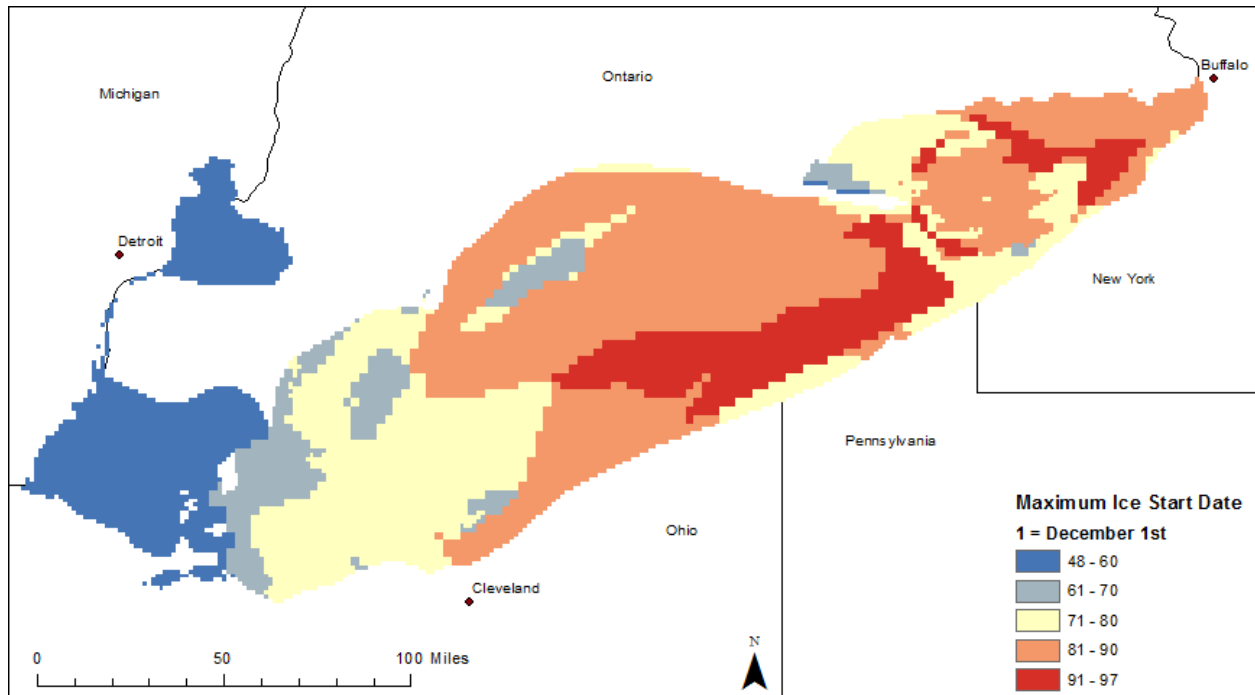 Michigan
Ontario
Buffalo
Detroit
New York
Pennsylvania
Ohio
Cleveland
Maximum Ice Start Date
1 = December 1st
48 - 60
61 - 70
71 - 80
81 - 90
91 - 97
0 50 100 Miles
N